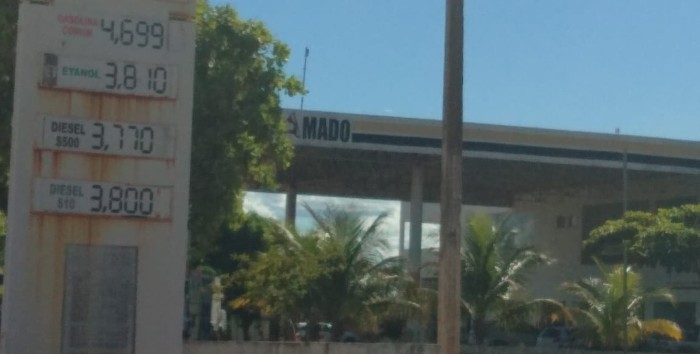 GASOLINA
COMUM
4,699
ETANOL 3,810
DIESEL
S500
3,770
DIESEL
S10
3,800
MADO